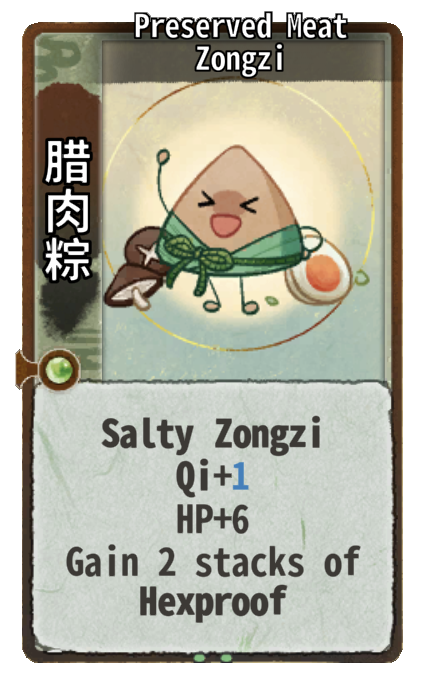 Preserved Meat
Zongzi
腊肉粽
Salty Zongzi
Qi+1
HP+6
Gain 2 stacks of
Hexproof